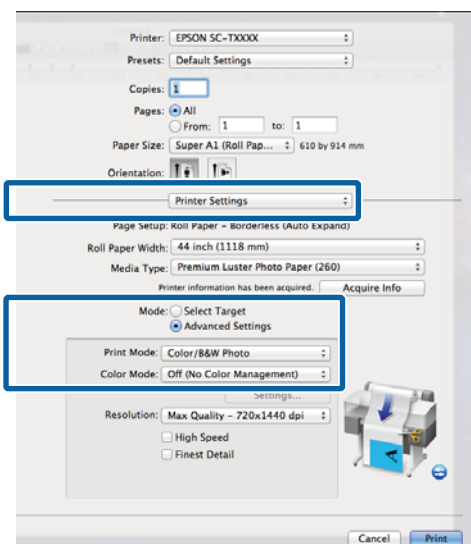 Printer: EPSON SC-TXXXX
Presets: Default Settings
Copies: 1
Pages: All
From: 1 to: 1
Paper Size: Super A1 (Roll Pap... 610 by 914 mm
Orientation:
Printer Settings
Page Setup: Roll Paper - Borderless (Auto Expand)
Roll Paper Width: 44 inch (1118 mm)
Media Type: Premium Luster Photo Paper (260)
Printer information has been acquired. Acquire Info
Mode: Select Target
Advanced Settings
Print Mode: Color/B&W Photo
Color Mode: Off (No Color Management)
Settings...
Resolution: Max Quality - 720x1440 dpi
High Speed
Finest Detail
A
Cancel Print